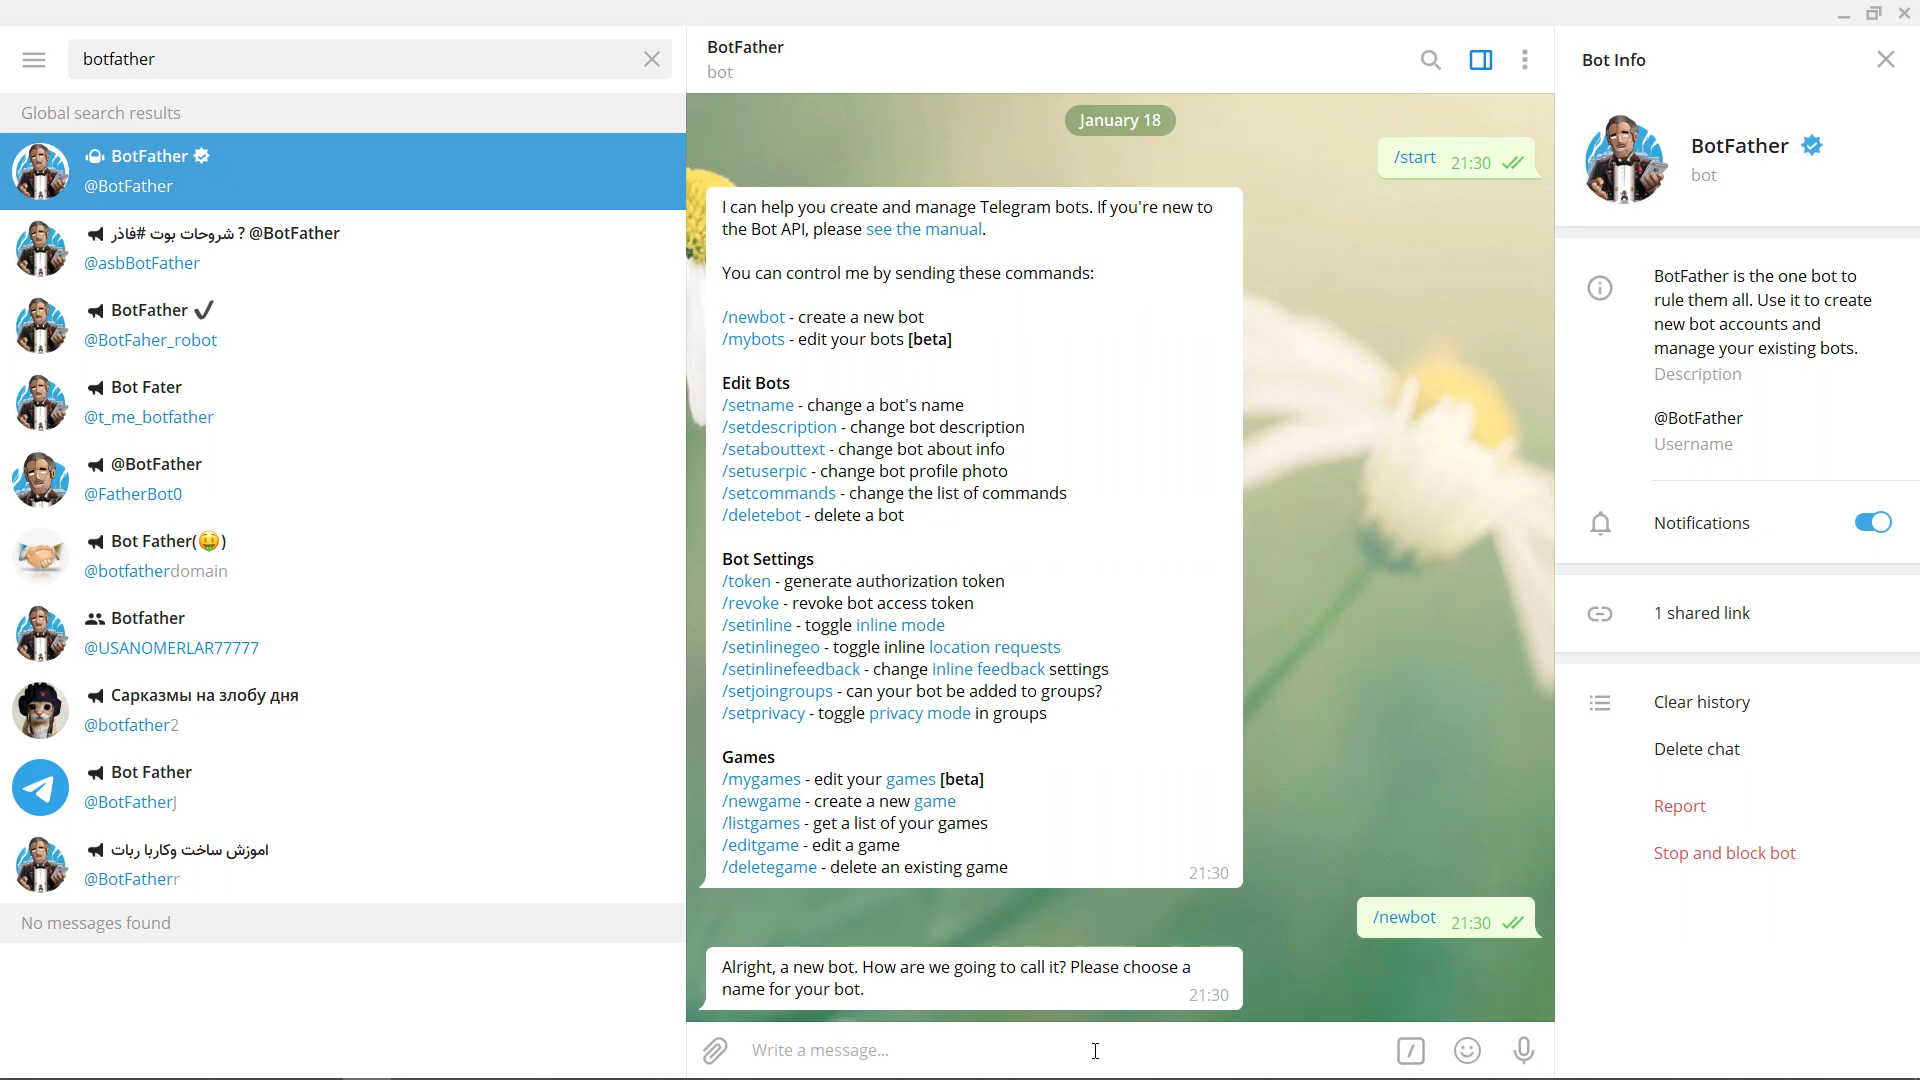 botfather
Global search results
BotFather
@BotFather
شروحات بوت #فاذر ? @BotFather
@asbBotFather
BotFather ✔
@BotFaher_robot
Bot Fater
@t_me_botfather
@BotFather
@FatherBot0
Bot Father(🤑)
@botfatherdomain
Botfather
@USANOMERLAR77777
Сарказмы на злобу дня
@botfather2
Bot Father
@BotFatherJ
اموزش ساخت وکاربا ربات
@BotFatherr
No messages found
BotFather
bot
January 18
/start 21:30
I can help you create and manage Telegram bots. If you're new to
the Bot API, please see the manual.
You can control me by sending these commands:
/newbot - create a new bot
/mybots - edit your bots [beta]
Edit Bots
/setname - change a bot's name
/setdescription - change bot description
/setabouttext - change bot about info
/setuserpic - change bot profile photo
/setcommands - change the list of commands
/deletebot - delete a bot
Bot Settings
/token - generate authorization token
/revoke - revoke bot access token
/setinline - toggle inline mode
/setinlinegeo - toggle inline location requests
/setinlinefeedback - change inline feedback settings
/setjoingroups - can your bot be added to groups?
/setprivacy - toggle privacy mode in groups
Games
/mygames - edit your games [beta]
/newgame - create a new game
/listgames - get a list of your games
/editgame - edit a game
/deletegame - delete an existing game
21:30
/newbot 21:30
Alright, a new bot. How are we going to call it? Please choose a
name for your bot.
21:30
Write a message...
Bot Info
BotFather
bot
BotFather is the one bot to
rule them all. Use it to create
new bot accounts and
manage your existing bots.
Description
@BotFather
Username
Notifications
1 shared link
Clear history
Delete chat
Report
Stop and block bot